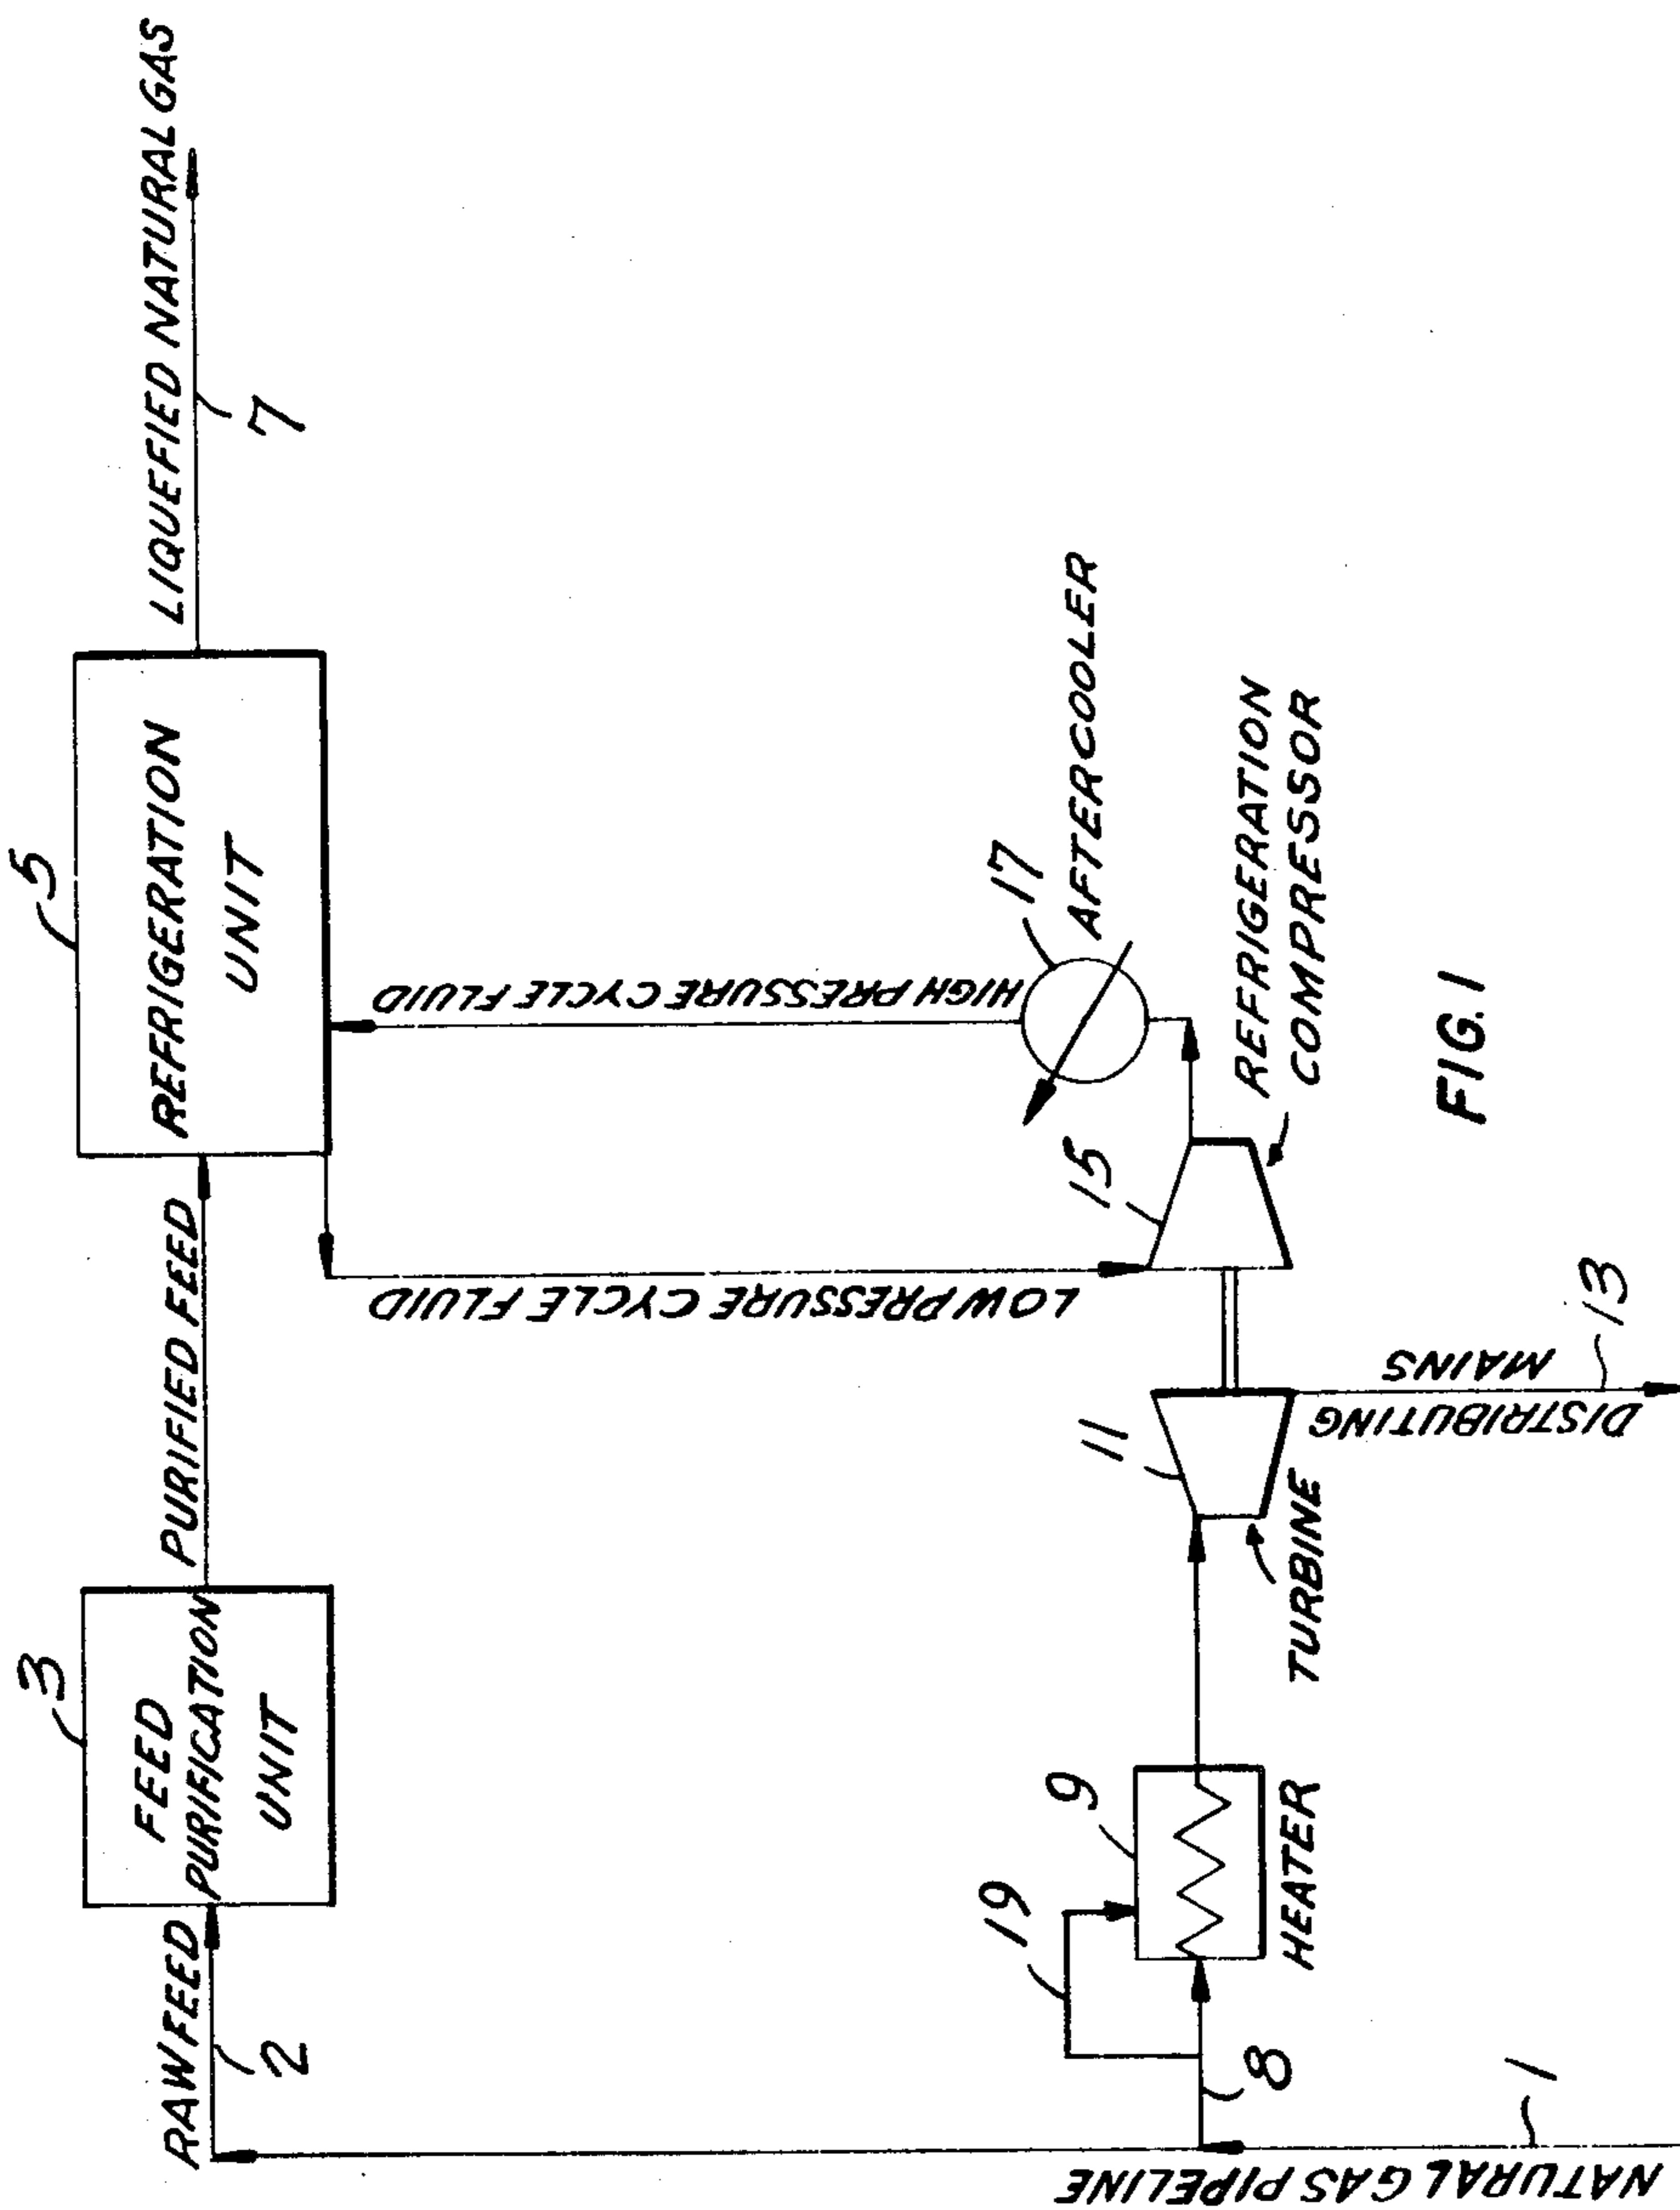 3
5
RAW FEED
2
FEED
PURIFICATION
UNIT
PURIFIED FEED
REFRIGERATION
UNIT
LIQUEFIED NATURAL GAS
7
LOW PRESSURE CYCLE FLUID
HIGH PRESSURE CYCLE FLUID
17
AFTERCOOLER
15
REFRIGERATION
COMPRESSOR
19
9
HEATER
8
11
TURBINE
DISTRIBUTING
MAINS
13
NATURAL GAS PIPELINE
1
FIG. 1